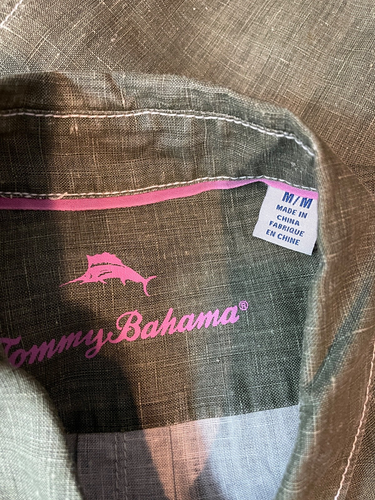 M/M
MADE IN
CHINA
FABRIQUE
EN CHINE
Tommy Bahama®